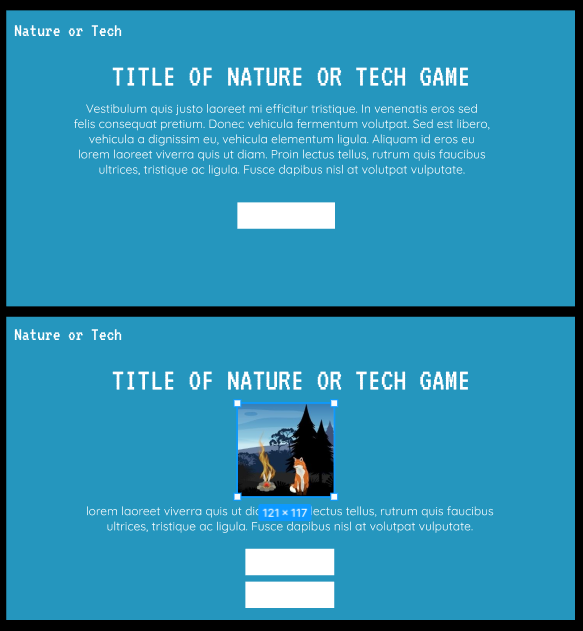 Nature or Tech
TITLE OF NATURE OR TECH GAME
Vestibulum quis justo laoreet mi efficitur tristique. In venenatis eros sed
felis consequat pretium. Donec vehicula fermentum volutpat. Sed est libero,
vehicula a dignissim eu, vehicula elementum ligula. Aliquam id eros eu
lorem laoreet viverra quis ut diam. Proin lectus tellus, rutrum quis faucibus
ultrices, tristique ac ligula. Fusce dapibus nisl at volutpat vulputate.
Nature or Tech
TITLE OF NATURE OR TECH GAME
lorem laoreet viverra quis ut lectus tellus, rutrum quis faucibus
121 × 117
ultrices, tristique ac ligula. Fusce dapibus nisl at volutpat vulputate.